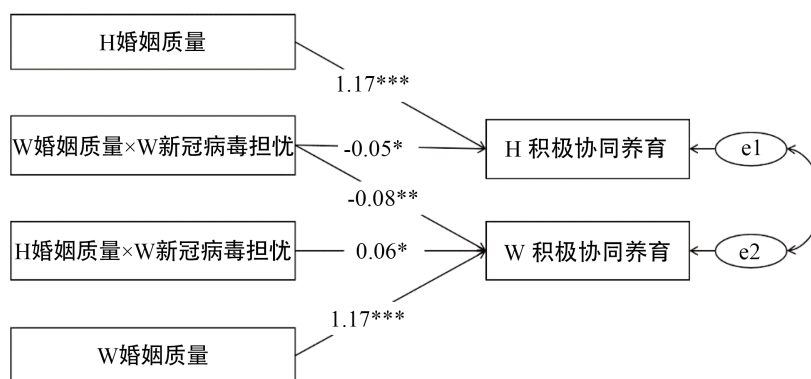 H婚姻质量
1.17***
W婚姻质量×W新冠病毒担忧
-0.05*
H 积极协同养育
e1
-0.08**
H婚姻质量×W新冠病毒担忧
0.06*
W 积极协同养育
e2
1.17***
W婚姻质量